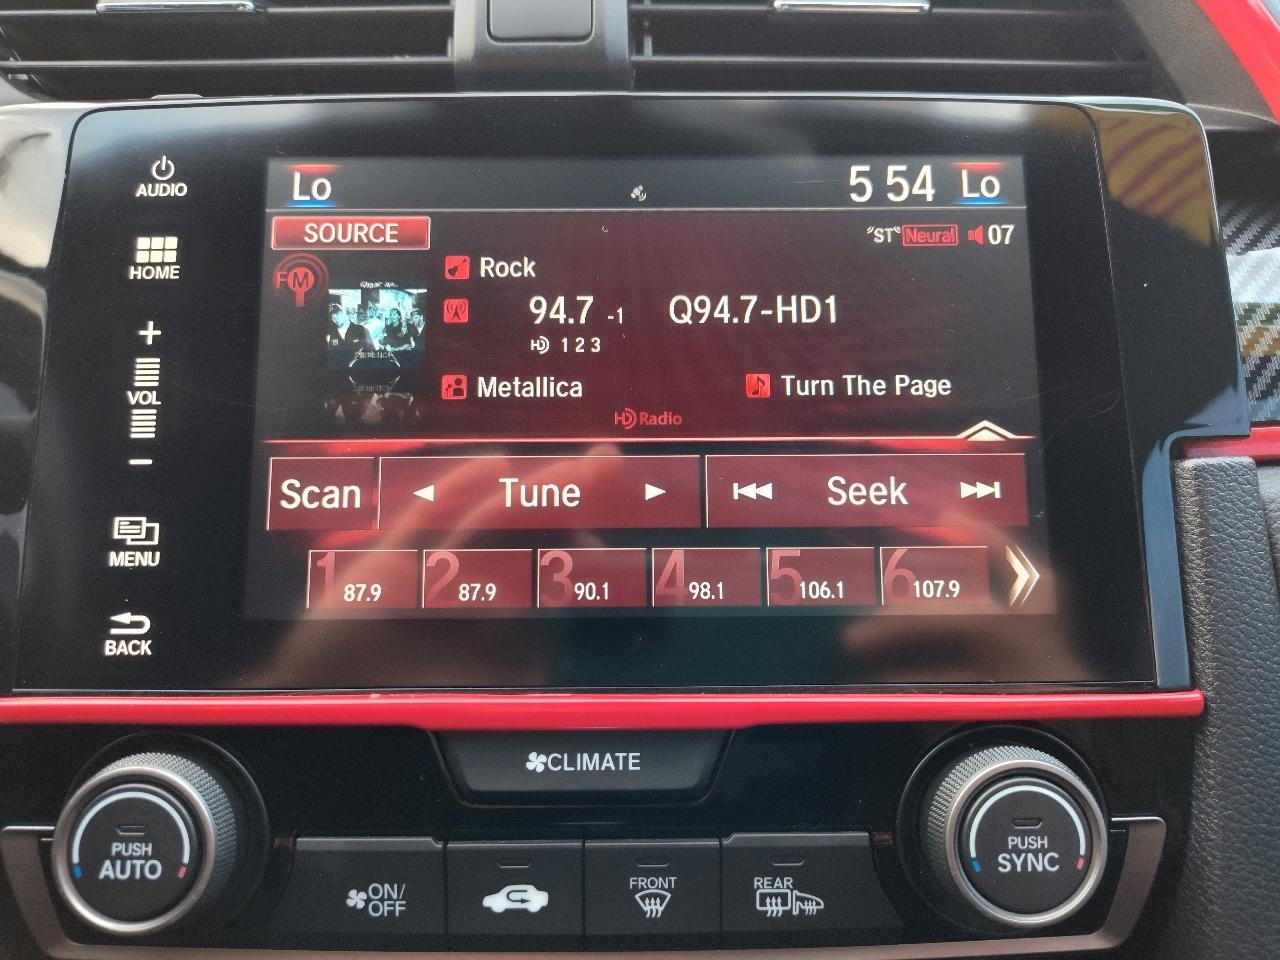 AUDIO
HOME
+
VOL
−
MENU
BACK
Lo
5 54 Lo
SOURCE
"ST" Neural 07
FM
Rock
94.7 -1 Q94.7-HD1
HD 1 2 3
Metallica
Turn The Page
HD Radio
Scan
Tune
Seek
1 87.9
2 87.9
3 90.1
4 98.1
5 106.1
6 107.9
CLIMATE
PUSH
AUTO
ON/
OFF
FRONT
REAR
PUSH
SYNC